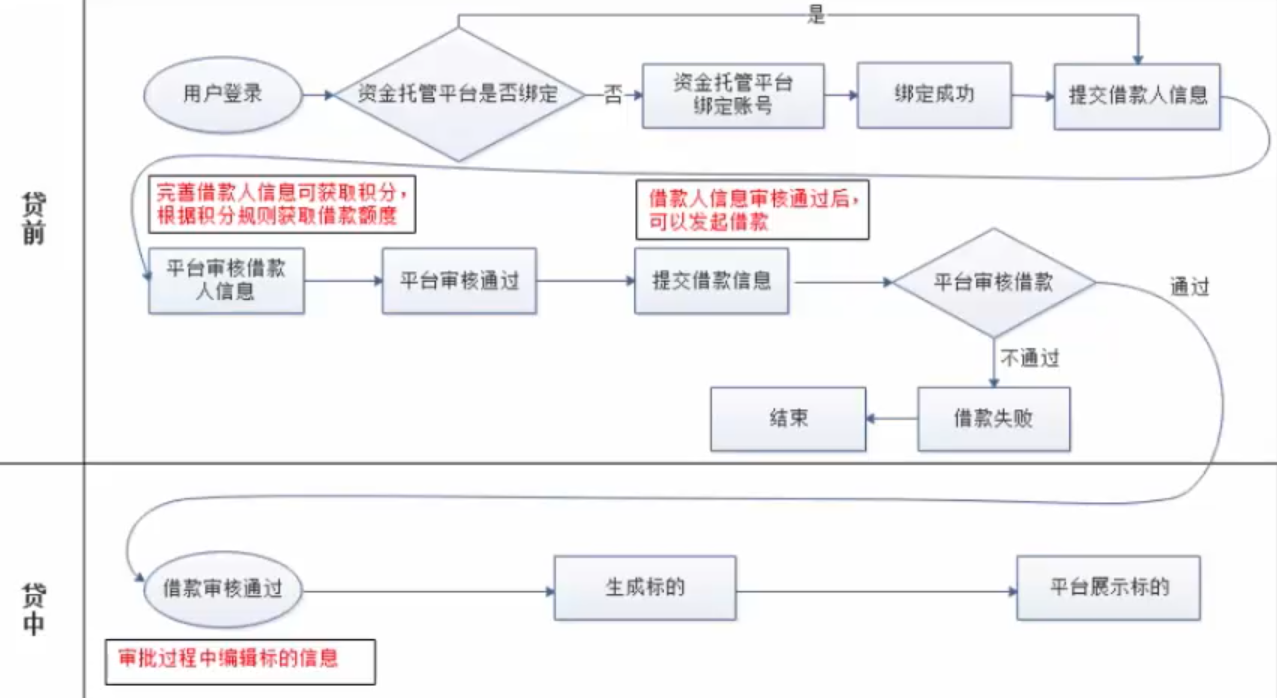 是
用户登录
资金托管平台是否绑定
否
资金托管平台
绑定账号
绑定成功
提交借款人信息
贷
前
完善借款人信息可获取积分，
根据积分规则获取借款额度
借款人信息审核通过后，
可以发起借款
平台审核借款
人信息
平台审核通过
提交借款信息
平台审核借款
通过
不通过
结束
借款失败
贷
中
借款审核通过
生成标的
平台展示标的
审批过程中编辑标的信息